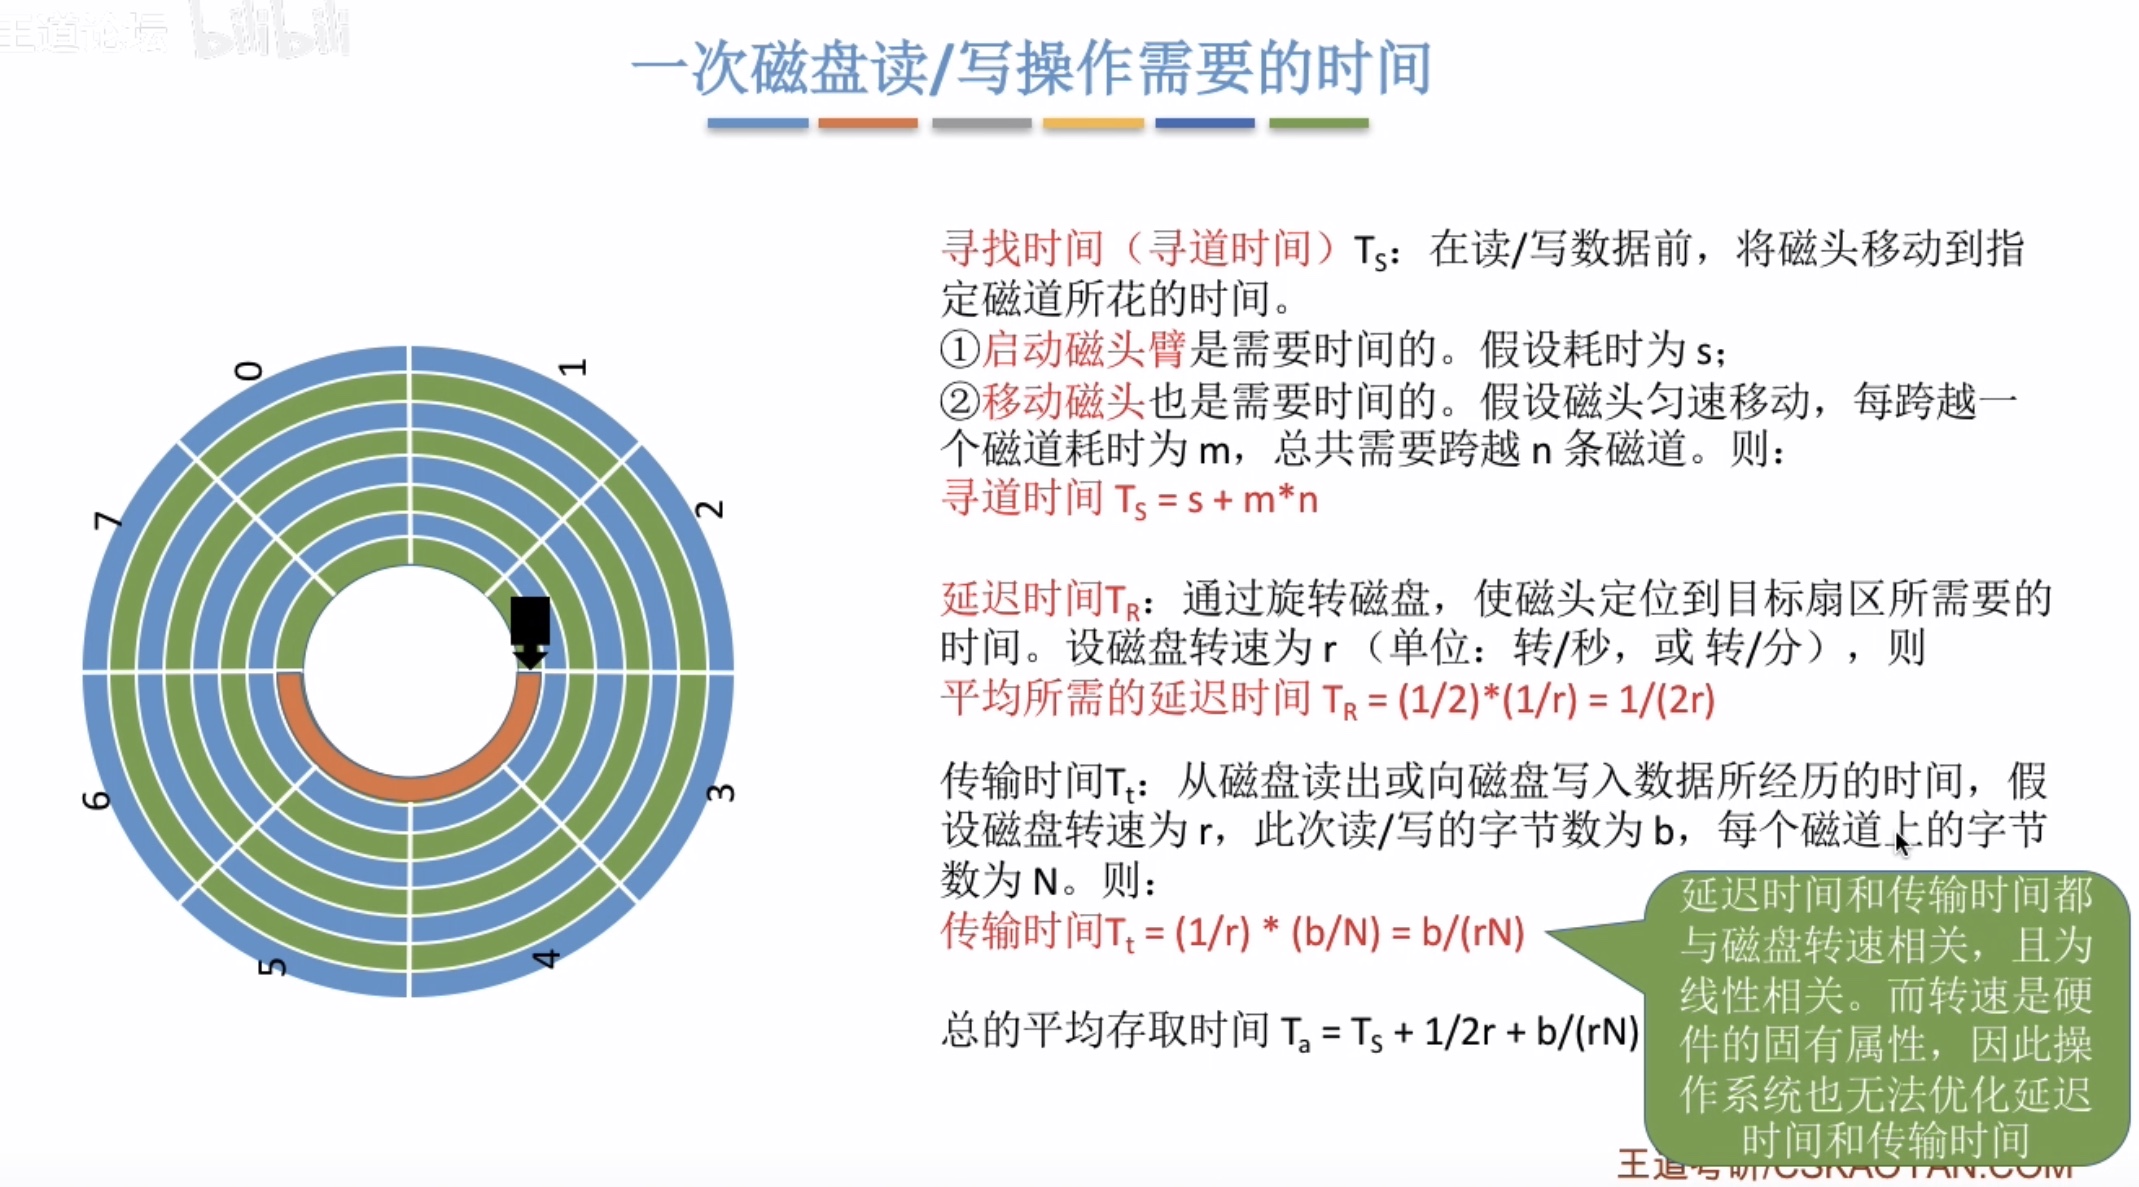 王道论坛 bilibili
一次磁盘读/写操作需要的时间
寻找时间（寻道时间）TS：在读/写数据前，将磁头移动到指
定磁道所花的时间。
①启动磁头臂是需要时间的。假设耗时为 s；
②移动磁头也是需要时间的。假设磁头匀速移动，每跨越一
个磁道耗时为 m，总共需要跨越 n 条磁道。则：
寻道时间 TS = s + m*n
延迟时间TR：通过旋转磁盘，使磁头定位到目标扇区所需要的
时间。设磁盘转速为 r （单位：转/秒，或 转/分），则
平均所需的延迟时间 TR = (1/2)*(1/r) = 1/(2r)
传输时间Tt：从磁盘读出或向磁盘写入数据所经历的时间，假
设磁盘转速为 r，此次读/写的字节数为 b，每个磁道上的字节
数为 N。则：
传输时间Tt = (1/r) * (b/N) = b/(rN)
总的平均存取时间 Ta = TS + 1/2r + b/(rN)
延迟时间和传输时间都
与磁盘转速相关，且为
线性相关。而转速是硬
件的固有属性，因此操
作系统也无法优化延迟
时间和传输时间
0
1
2
3
4
5
6
7
王道考研/CSKAOYAN.COM